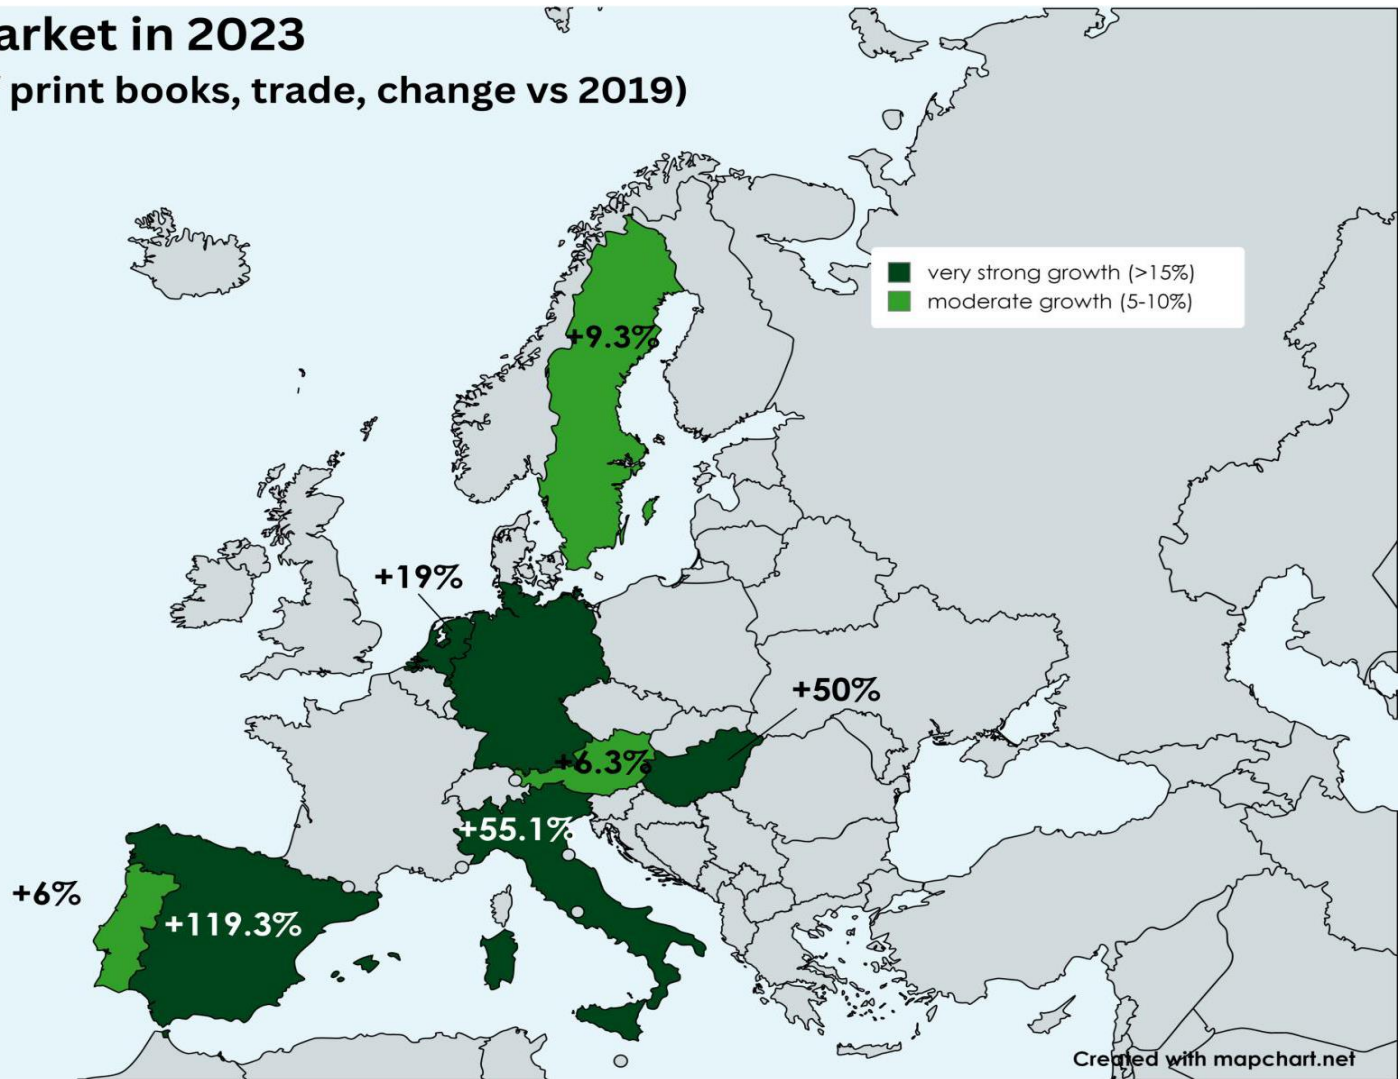 arket in 2023
print books, trade, change vs 2019)
very strong growth (>15%)
moderate growth (5-10%)
+9.3%
+19%
+50%
+6.3%
+55.1%
+6%
+119.3%
Created with mapchart.net